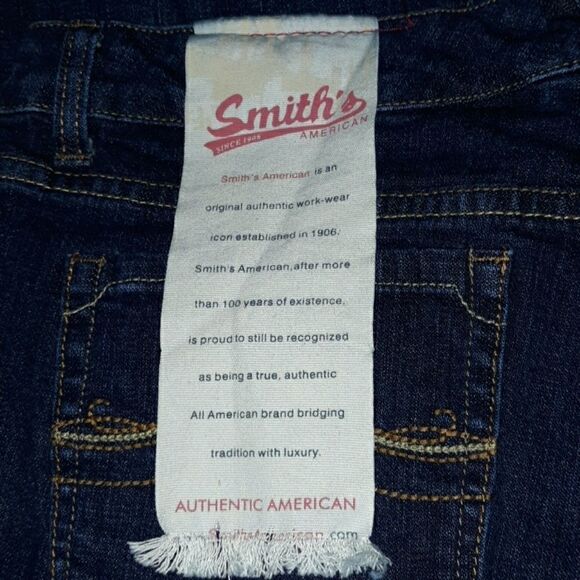 Smith's
SINCE 1906
AMERICAN
Smith's American is an
original authentic work-wear
icon established in 1906.
Smith's American, after more
than 100 years of existence,
is proud to still be recognized
as being a true, authentic
All American brand bridging
tradition with luxury.
AUTHENTIC AMERICAN
SmithsAmerican.com